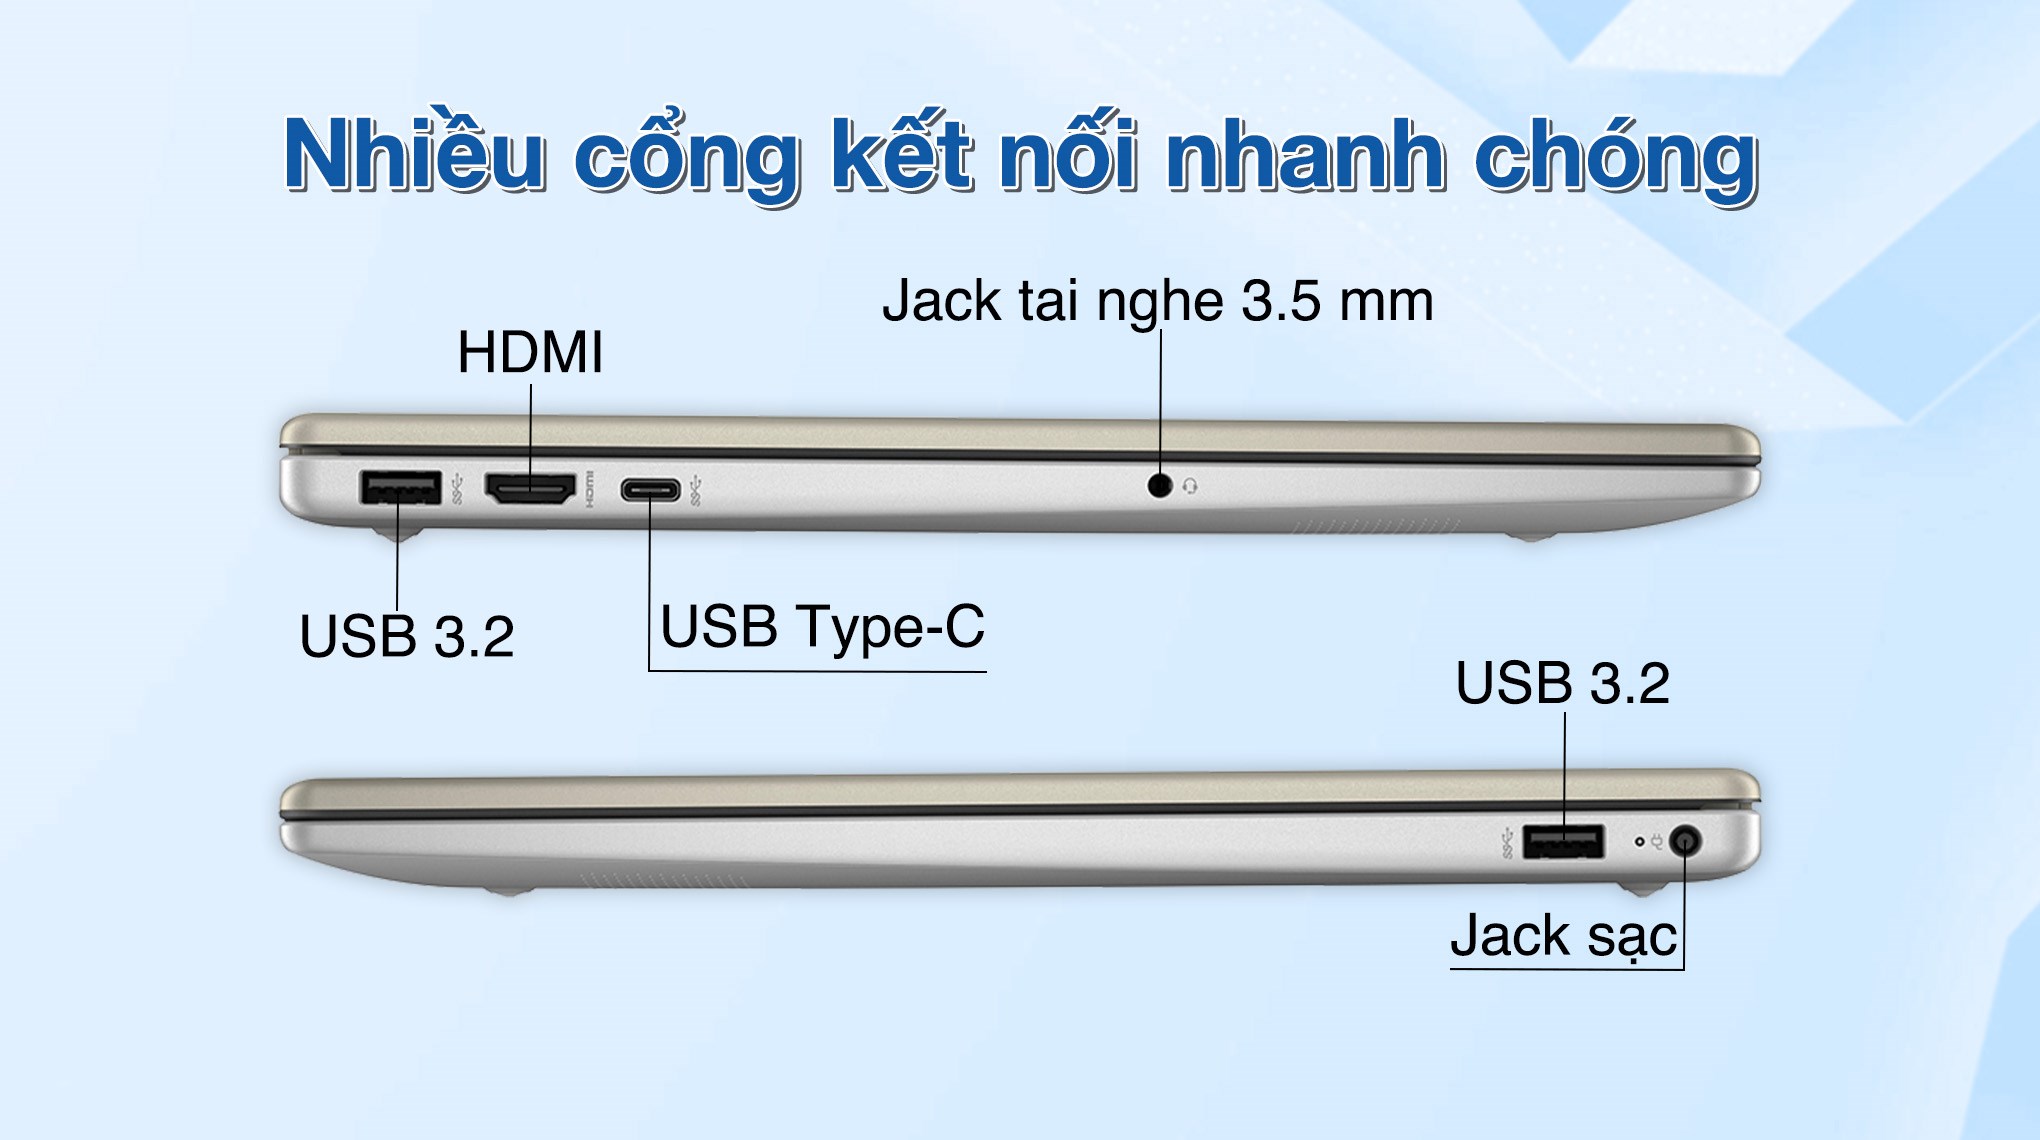 Nhiều cổng kết nối nhanh chóng
Jack tai nghe 3.5 mm
HDMI
HDMI
USB 3.2
USB Type-C
USB 3.2
Jack sạc